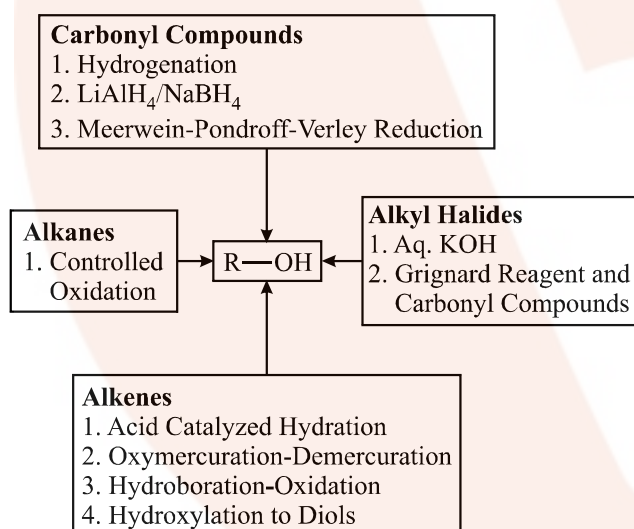 Carbonyl Compounds
1. Hydrogenation
2. LiAlH₄/NaBH₄
3. Meerwein-Pondroff-Verley Reduction
Alkanes
1. Controlled
Oxidation
R—OH
Alkyl Halides
1. Aq. KOH
2. Grignard Reagent and
Carbonyl Compounds
Alkenes
1. Acid Catalyzed Hydration
2. Oxymercuration-Demercuration
3. Hydroboration-Oxidation
4. Hydroxylation to Diols